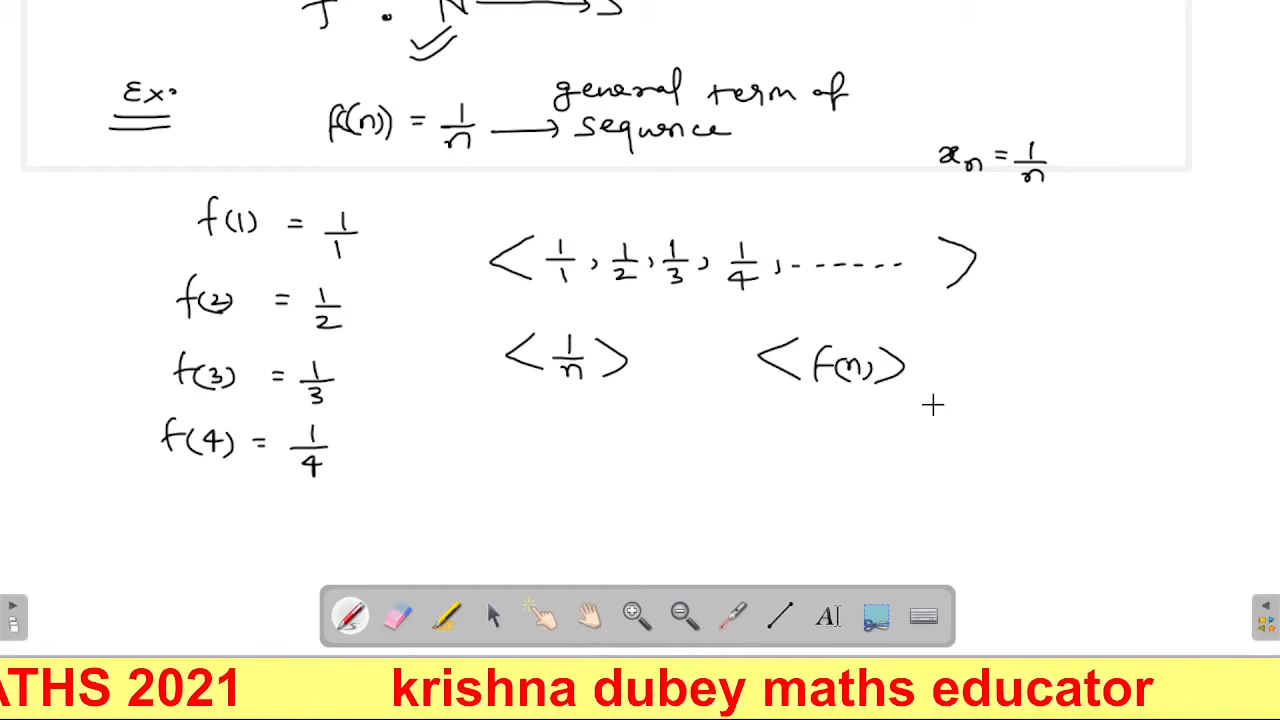 f : N → S
Ex:
f(n) = 1/n → general term of
sequence
xₙ = 1/n
f(1) = 1/1
< 1/1, 1/2, 1/3, 1/4, ------- >
f(2) = 1/2
< 1/n > < f(n) >
f(3) = 1/3
f(4) = 1/4
AI
ATHS 2021 krishna dubey maths educator